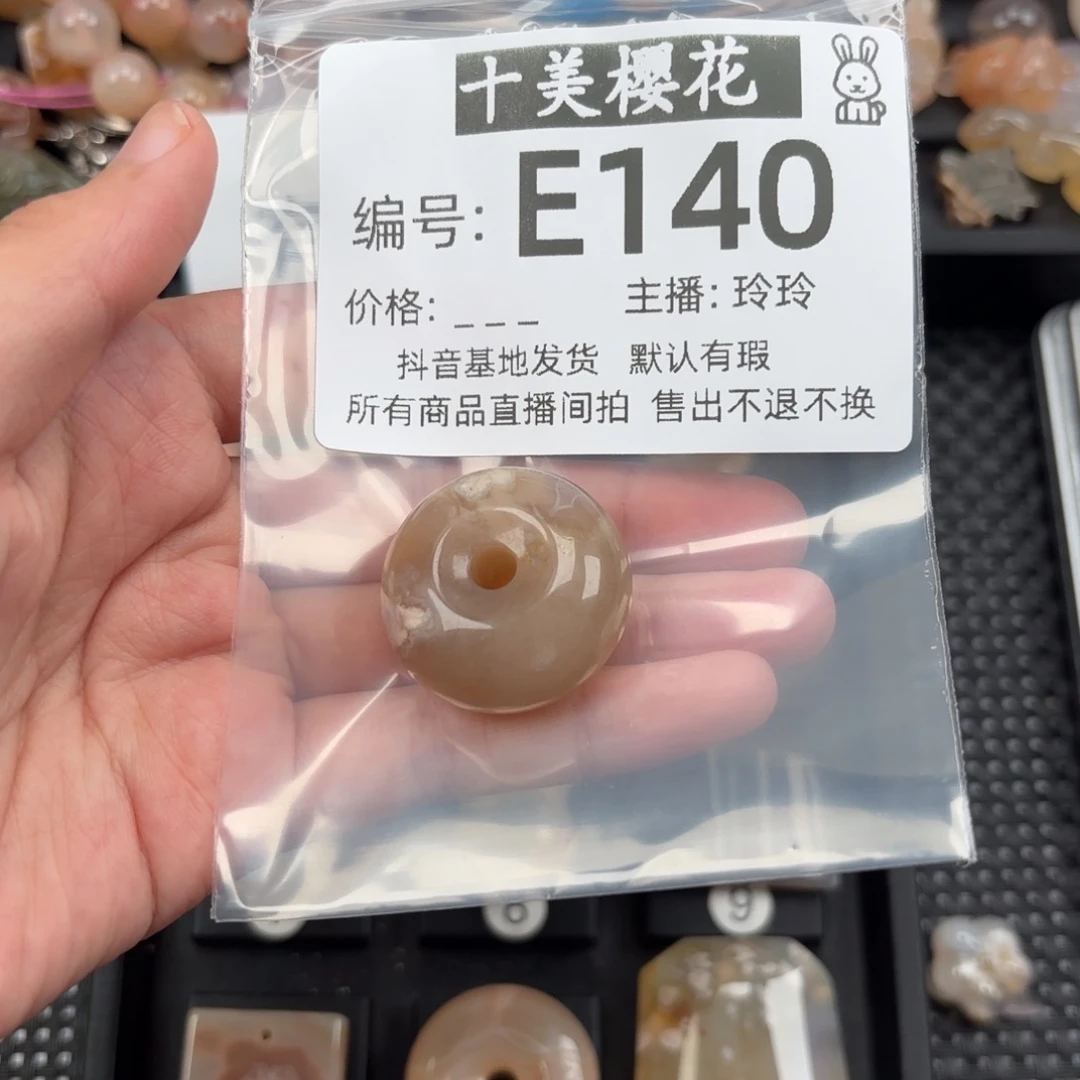 十美樱花
编号: E140
价格: _ _ _ 主播: 玲玲
抖音基地发货 默认有瑕
所有商品直播间拍 售出不退不换
9